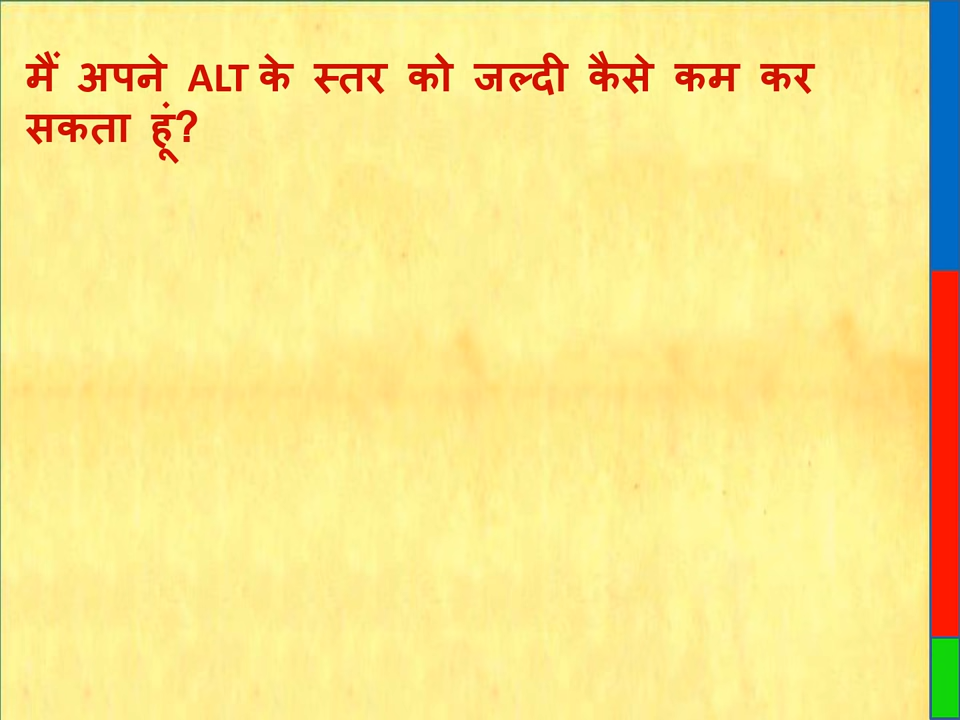 मैं अपने ALT के स्तर को जल्दी कैसे कम कर
सकता हूं?